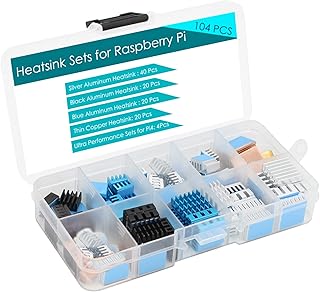 104 PCS
Heatsink Sets for Raspberry Pi
Silver Aluminum Heatsink : 40 Pcs
Black Aluminum Heatsink : 20 Pcs
Blue Aluminum Heatsink : 20 Pcs
Thin Copper Heatsink: 20 Pcs
Ultra Performance Sets for Pi4: 4Pcs